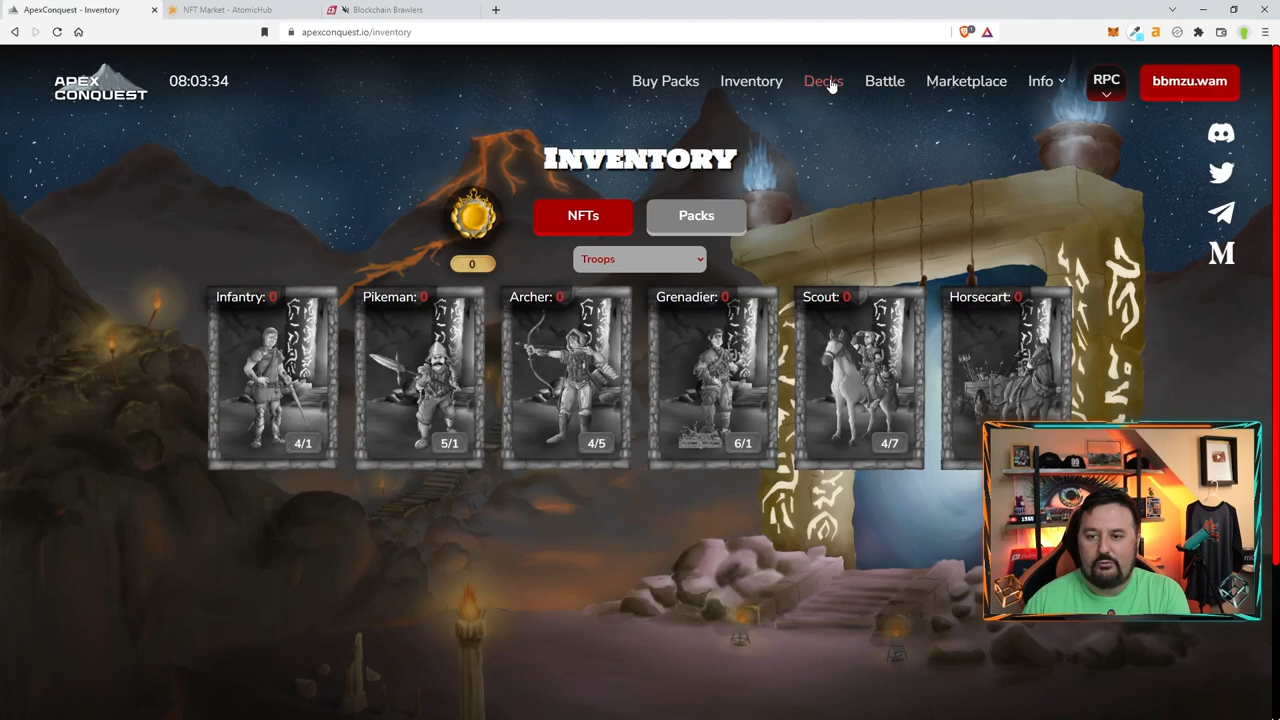 ApexConquest - Inventory
NFT Market - AtomicHub
Blockchain Brawlers
apexconquest.io/inventory
APEX
CONQUEST
08:03:34
Buy Packs
Inventory
Decks
Battle
Marketplace
Info
RPC
bbmzu.wam
INVENTORY
NFTs
Packs
0
Troops
Infantry: 0
Pikeman: 0
Archer: 0
Grenadier: 0
Scout: 0
Horsecart: 0
4/1
5/1
4/5
6/1
4/7